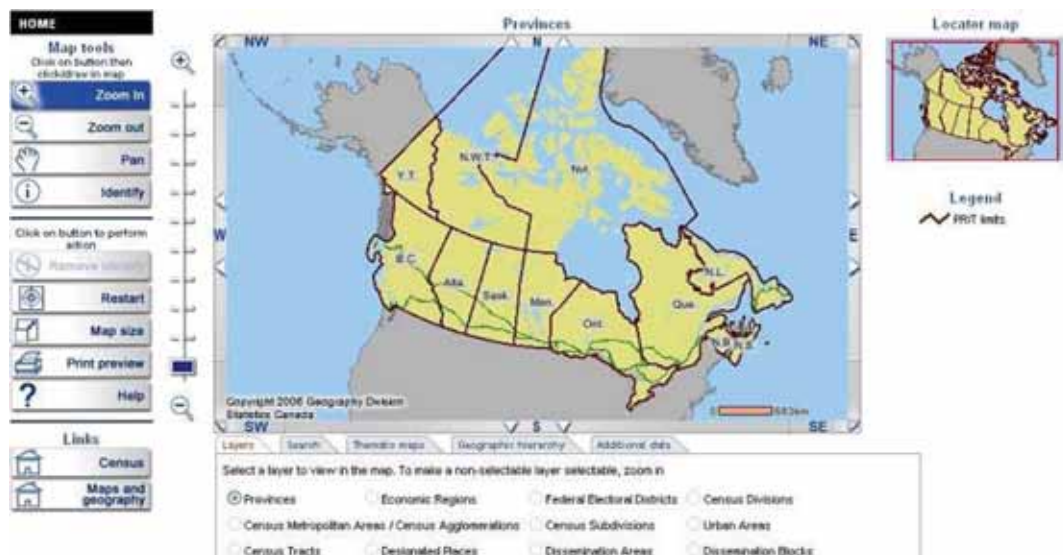 HOME
Map tools
Click on button then
click/draw in map
Zoom In
Zoom out
Pan
Identify
Click on button to perform
action
Remove identify
Restart
Map size
Print preview
Help
Links
Census
Maps and
geography
Provinces
NW
N
NE
W
E
SW
S
SE
Y.T.
N.W.T.
Nvt.
B.C.
Alta.
Sask.
Man.
Ont.
Que.
N.L.
N.B.
N.S.
Copyright 2006 Geography Division
Statistics Canada
0
583km
Locator map
Legend
PR/T limits
Layers
Search
Thematic maps
Geographic hierarchy
Additional data
Select a layer to view in the map. To make a non-selectable layer selectable, zoom in
Provinces
Economic Regions
Federal Electoral Districts
Census Divisions
Census Metropolitan Areas / Census Agglomerations
Census Subdivisions
Urban Areas
Census Tracts
Designated Places
Dissemination Areas
Dissemination Blocks